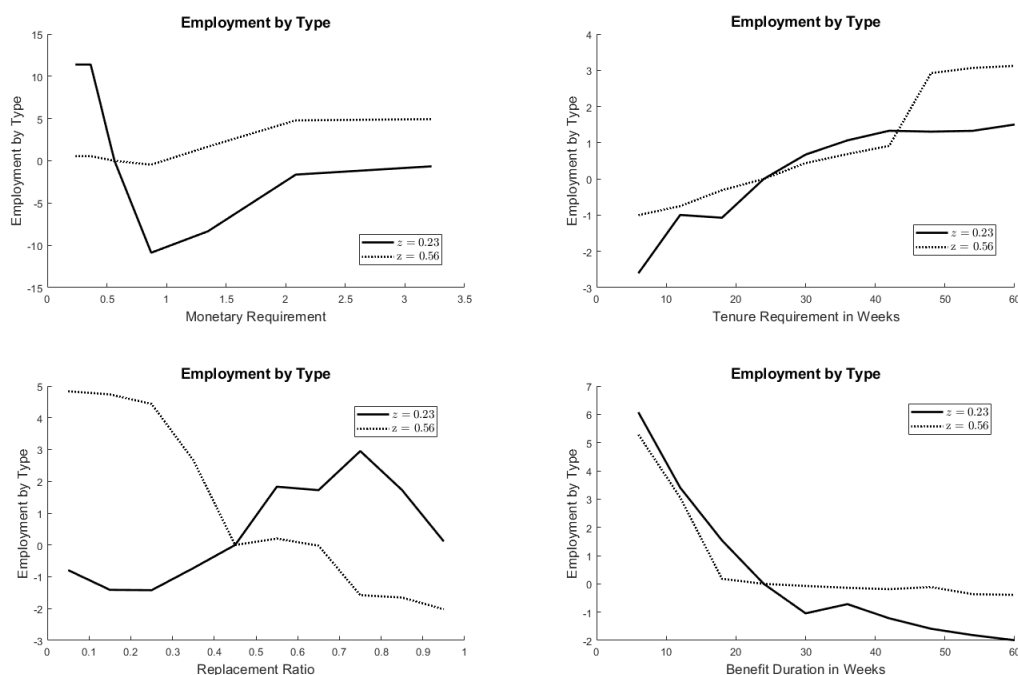 Employment by Type
15
10
5
0
-5
-10
-15
Employment by Type
z = 0.23
z = 0.56
0 0.5 1 1.5 2 2.5 3 3.5
Monetary Requirement
Employment by Type
4
3
2
1
0
-1
-2
-3
Employment by Type
z = 0.23
z = 0.56
0 10 20 30 40 50 60
Tenure Requirement in Weeks
Employment by Type
5
4
3
2
1
0
-1
-2
-3
Employment by Type
z = 0.23
z = 0.56
0 0.1 0.2 0.3 0.4 0.5 0.6 0.7 0.8 0.9 1
Replacement Ratio
Employment by Type
7
6
5
4
3
2
1
0
-1
-2
Employment by Type
z = 0.23
z = 0.56
0 10 20 30 40 50 60
Benefit Duration in Weeks